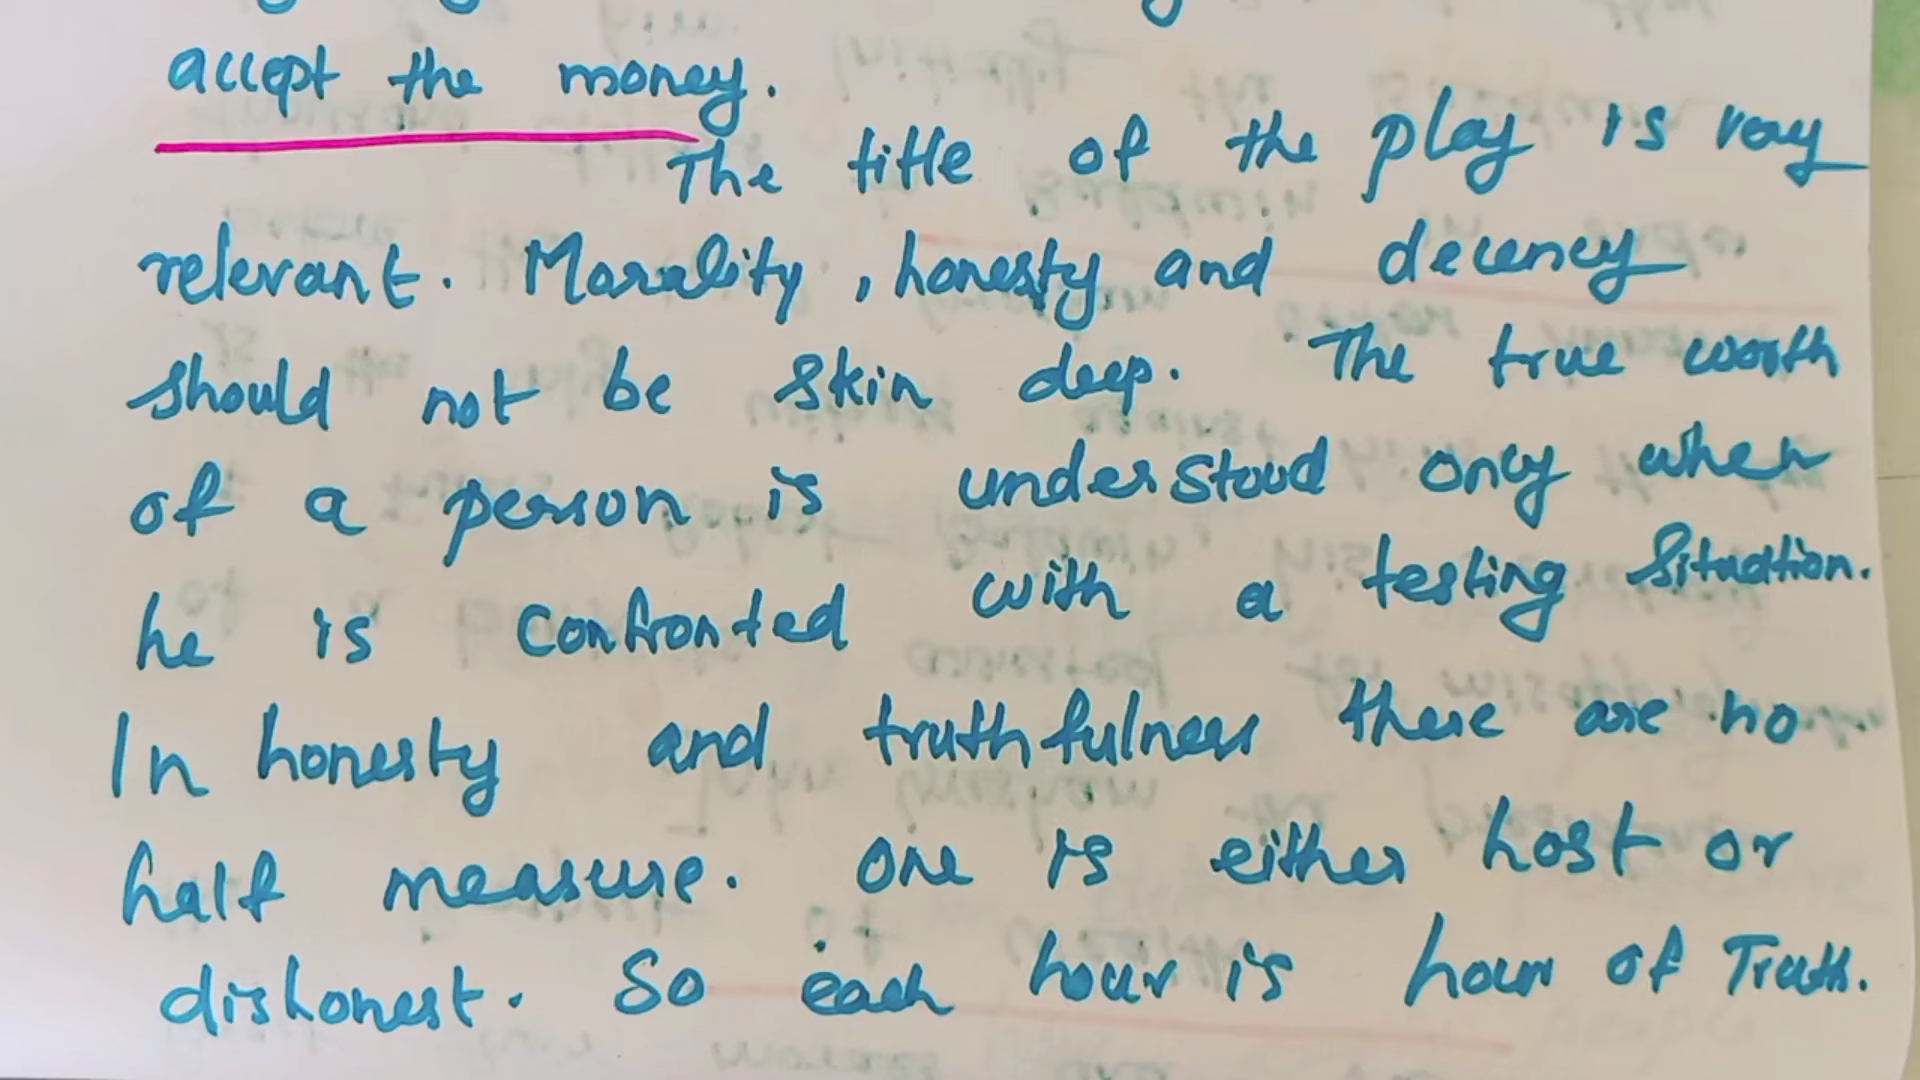 accept the money.
The title of the play is very
relevant. Morality, honesty and decency
should not be skin deep. The true worth
of a person is understood only when
he is confronted with a testing situation.
In honesty and truthfulness there are no
half measure. one is either host or
dishonest. So each hour is hour of Truth.